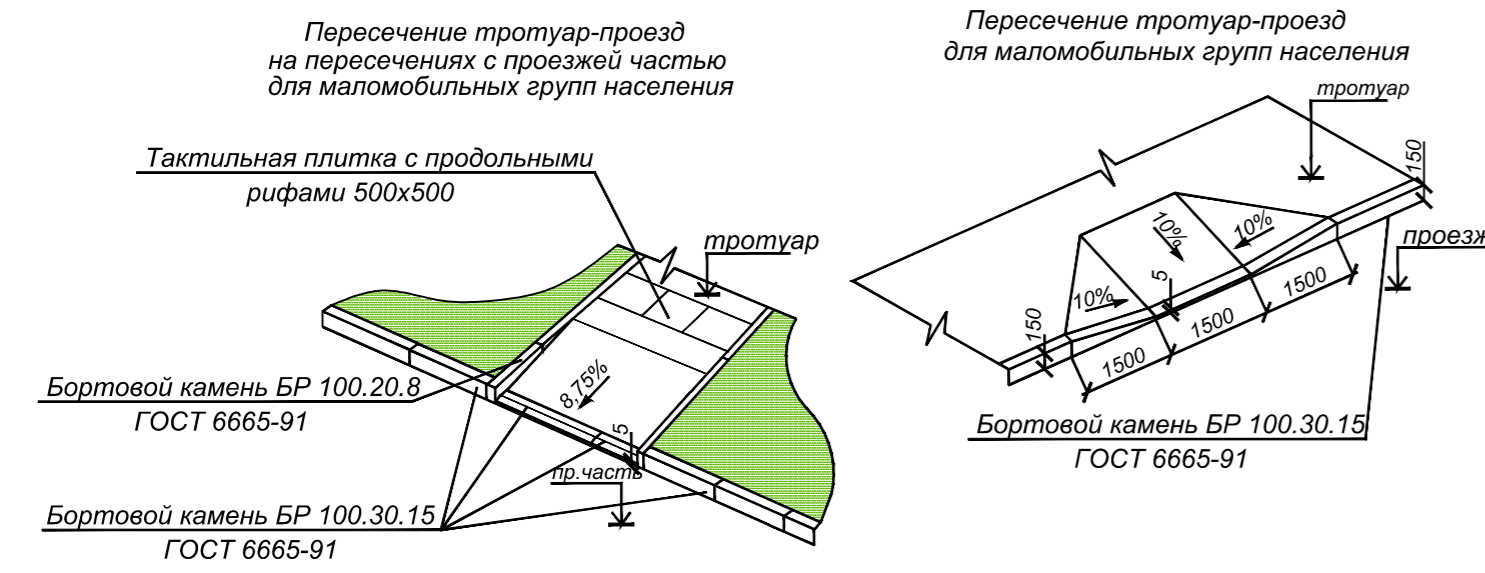 Пересечение тротуар-проезд
на пересечениях с проезжей частью
для маломобильных групп населения
Тактильная плитка с продольными
рифами 500х500
тротуар
8,75%
5
пр.часть
Бортовой камень БР 100.20.8
ГОСТ 6665-91
Бортовой камень БР 100.30.15
ГОСТ 6665-91
Пересечение тротуар-проезд
для маломобильных групп населения
тротуар
150
10%
10%
проезж
5
10%
150
1500
1500
1500
Бортовой камень БР 100.30.15
ГОСТ 6665-91